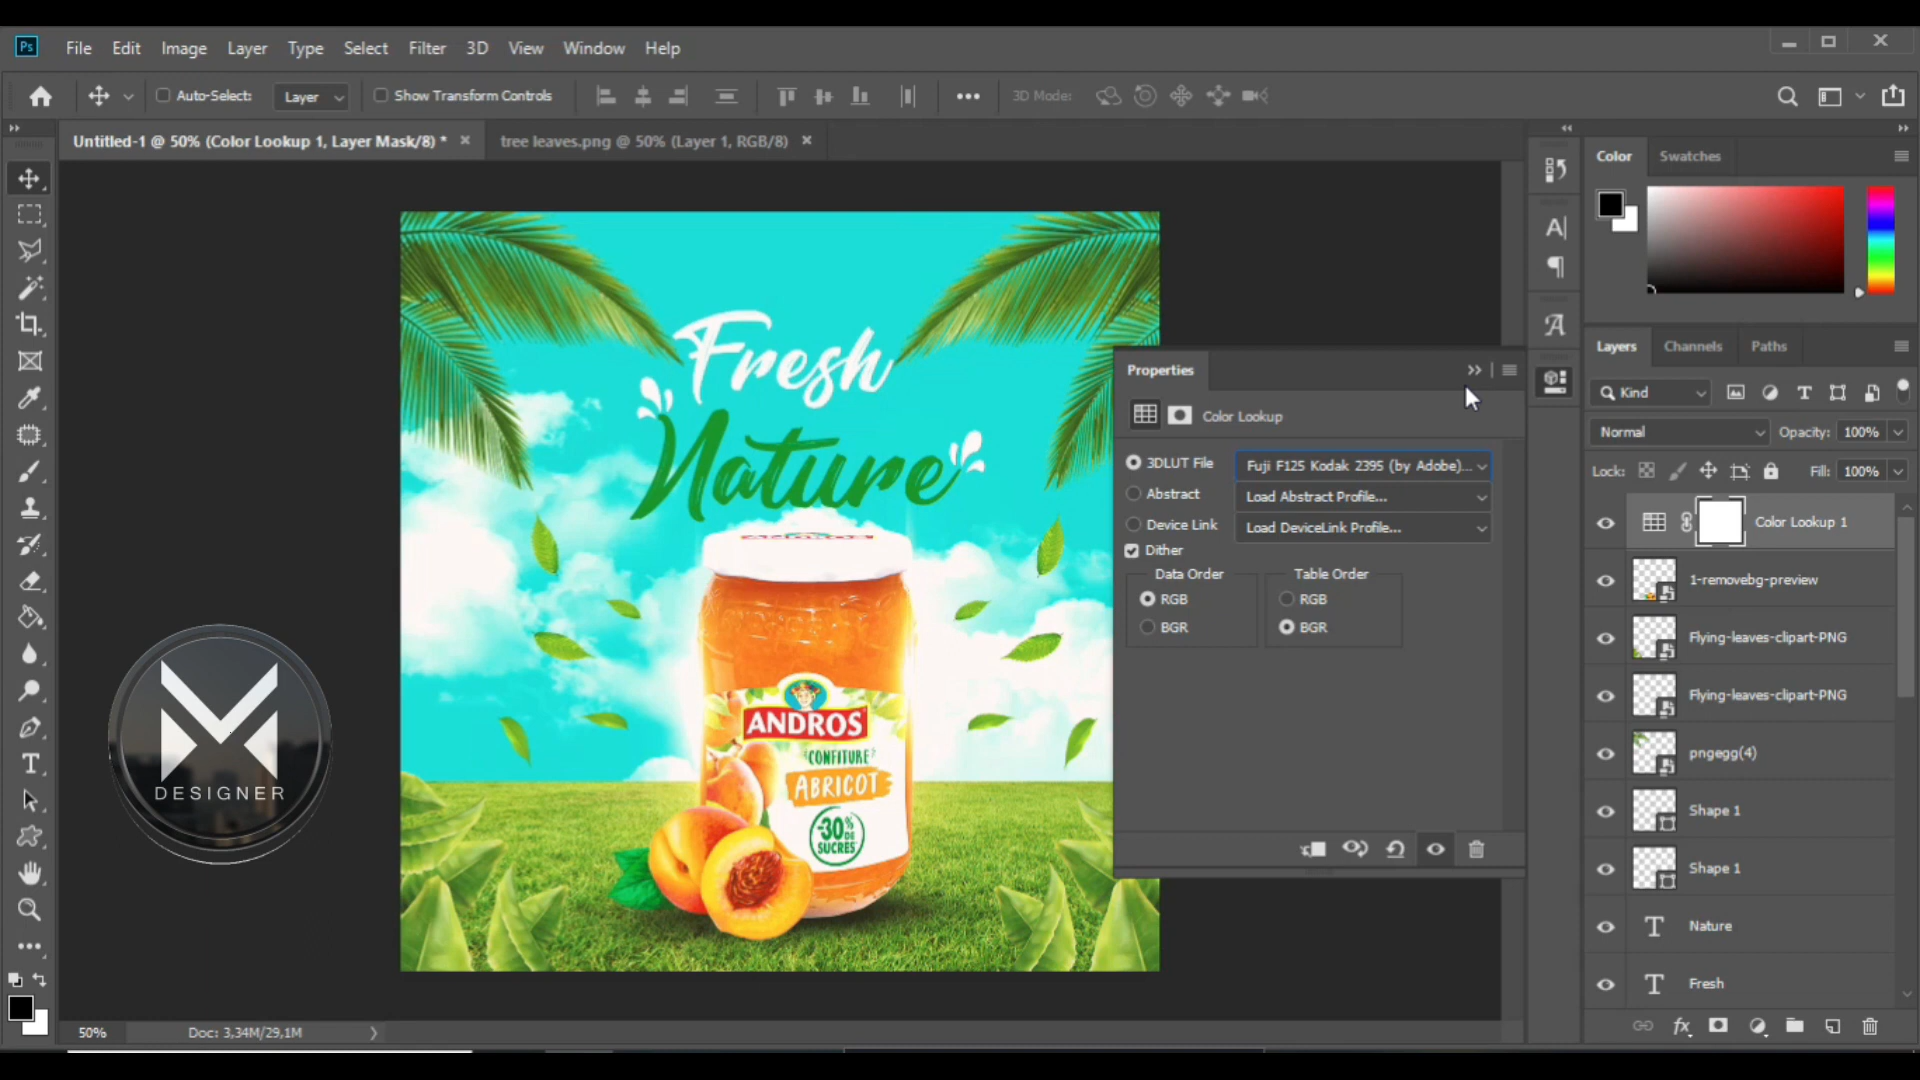 Ps File Edit Image Layer Type Select Filter 3D View Window Help
Auto-Select: Layer Show Transform Controls 3D Mode:
Untitled-1 @ 50% (Color Lookup 1, Layer Mask/8) * × tree leaves.png @ 50% (Layer 1, RGB/8) ×
Color Swatches
Fresh
Nature
ANDROS
CONFITURE
ABRICOT
-30%
DE
SUCRES
DESIGNER
Properties
Color Lookup
3DLUT File Fuji F125 Kodak 2395 (by Adobe)...
Abstract Load Abstract Profile...
Device Link Load DeviceLink Profile...
Dither
Data Order Table Order
RGB RGB
BGR BGR
Layers Channels Paths
Kind
Normal Opacity: 100%
Lock: Fill: 100%
Color Lookup 1
1-removebg-preview
Flying-leaves-clipart-PNG
Flying-leaves-clipart-PNG
pngegg(4)
Shape 1
Shape 1
T Nature
T Fresh
fx
50% Doc: 3,34M/29,1M